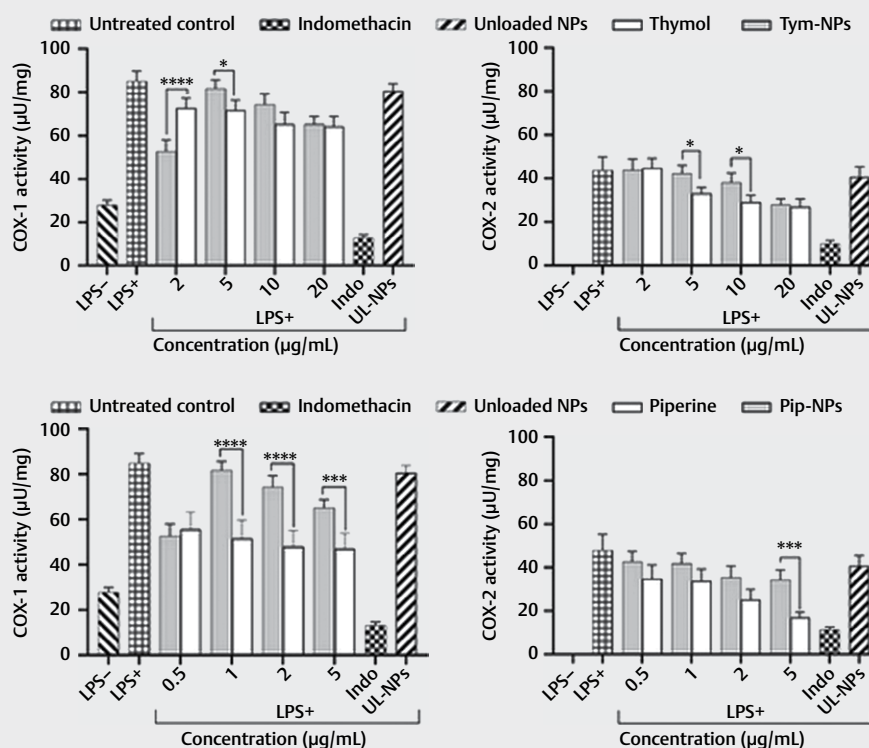 Untreated control Indomethacin Unloaded NPs Thymol Tym-NPs
COX-1 activity (µU/mg)
100
80
60
40
20
0
****
*
LPS– LPS+ 2 5 10 20 Indo UL-NPs
LPS+
Concentration (µg/mL)
COX-2 activity (µU/mg)
100
80
60
40
20
0
*
*
LPS– LPS+ 2 5 10 20 Indo UL-NPs
LPS+
Concentration (µg/mL)
Untreated control Indomethacin Unloaded NPs Piperine Pip-NPs
COX-1 activity (µU/mg)
100
80
60
40
20
0
****
****
***
LPS– LPS+ 0.5 1 2 5 Indo UL-NPs
LPS+
Concentration (µg/mL)
COX-2 activity (µU/mg)
100
80
60
40
20
0
***
LPS– LPS+ 0.5 1 2 5 Indo UL-NPs
LPS+
Concentration (µg/mL)